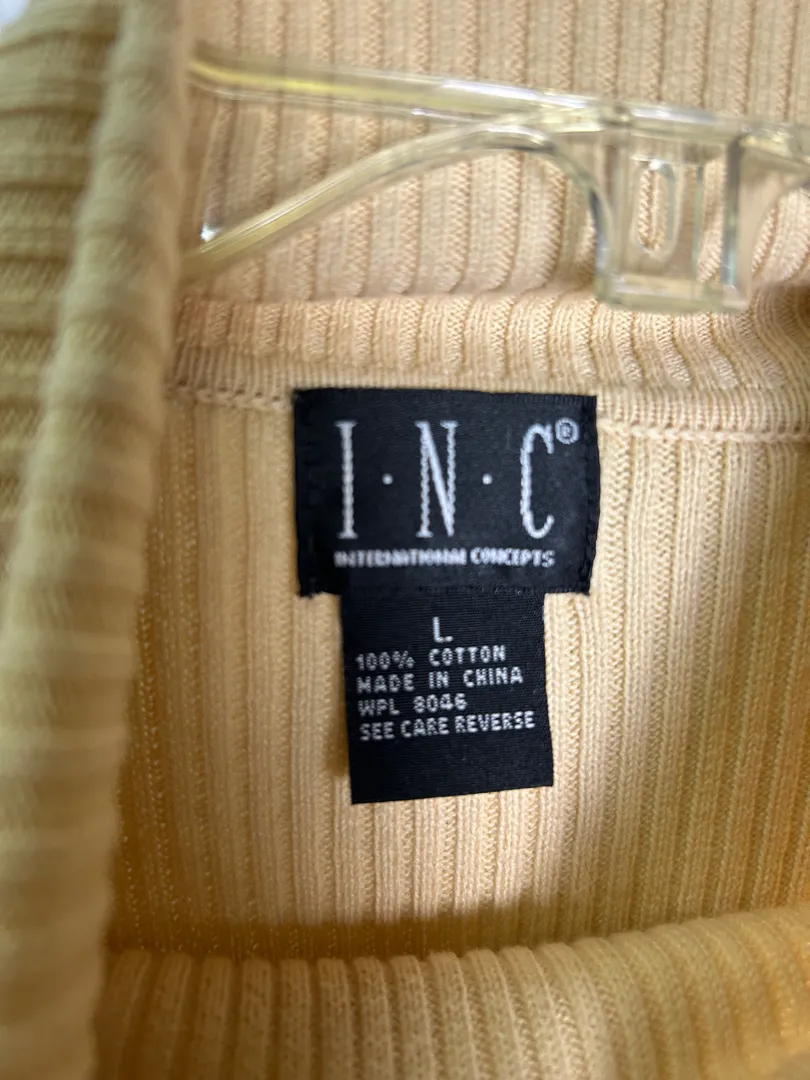 I·N·C®
INTERNATIONAL CONCEPTS
L
100% COTTON
MADE IN CHINA
WPL 8046
SEE CARE REVERSE